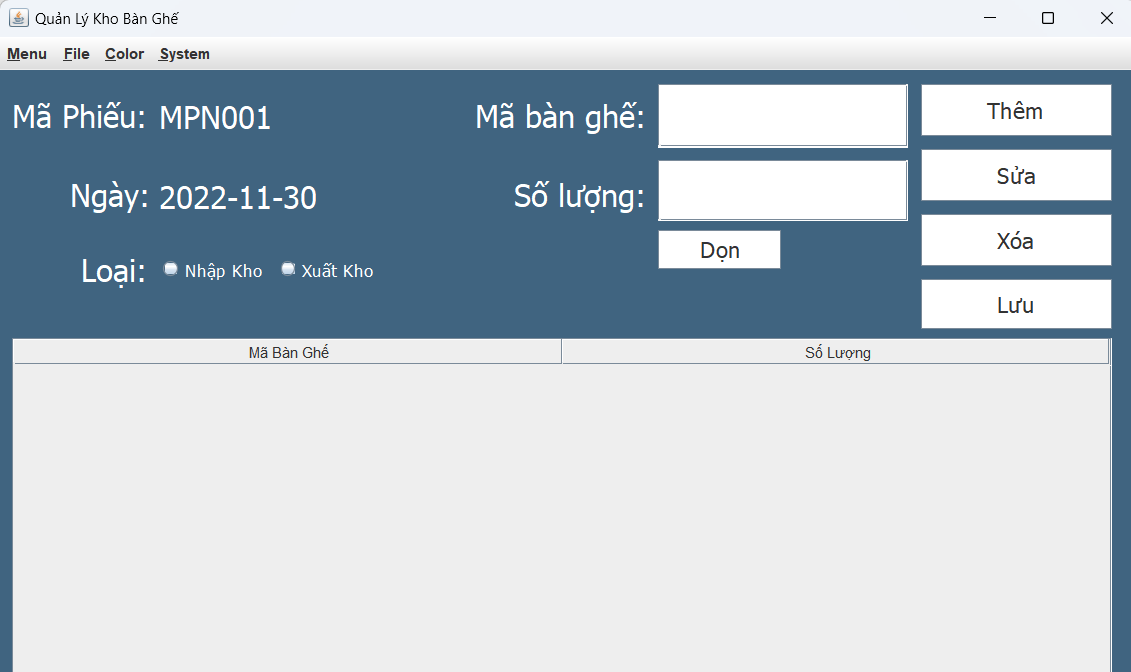 Quản Lý Kho Bàn Ghế
Menu File Color System
Mã Phiếu: MPN001 Mã bàn ghế: Thêm
Ngày: 2022-11-30 Số lượng: Sửa
Dọn Xóa
Loại: Nhập Kho Xuất Kho
Lưu
Mã Bàn Ghế Số Lượng